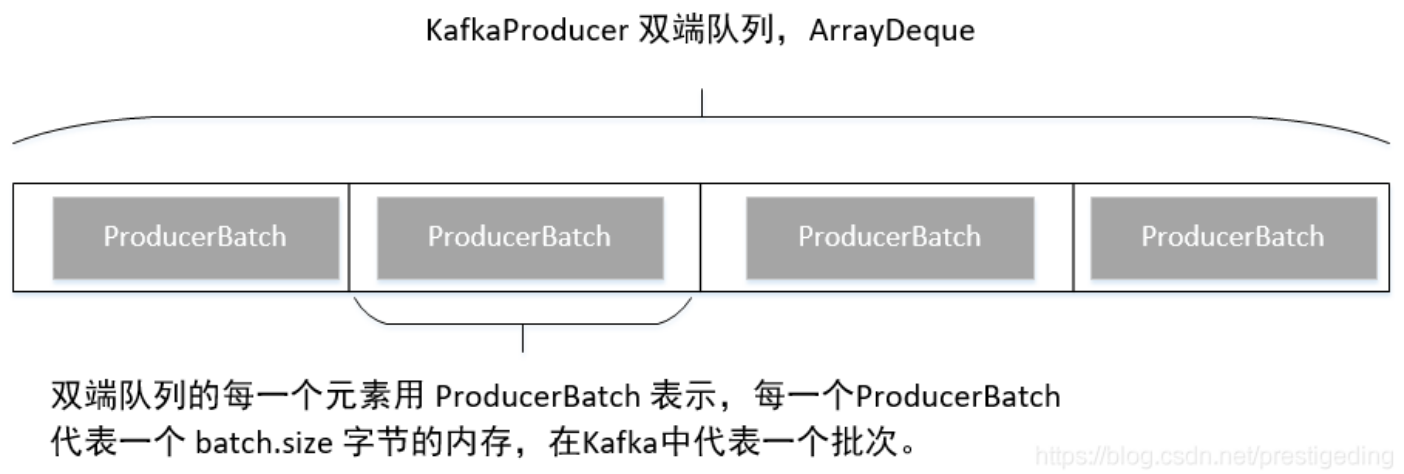 KafkaProducer 双端队列，ArrayDeque
ProducerBatch ProducerBatch ProducerBatch ProducerBatch
双端队列的每一个元素用 ProducerBatch 表示，每一个ProducerBatch
代表一个 batch.size 字节的内存，在Kafka中代表一个批次。
https://blog.csdn.net/prestigeding